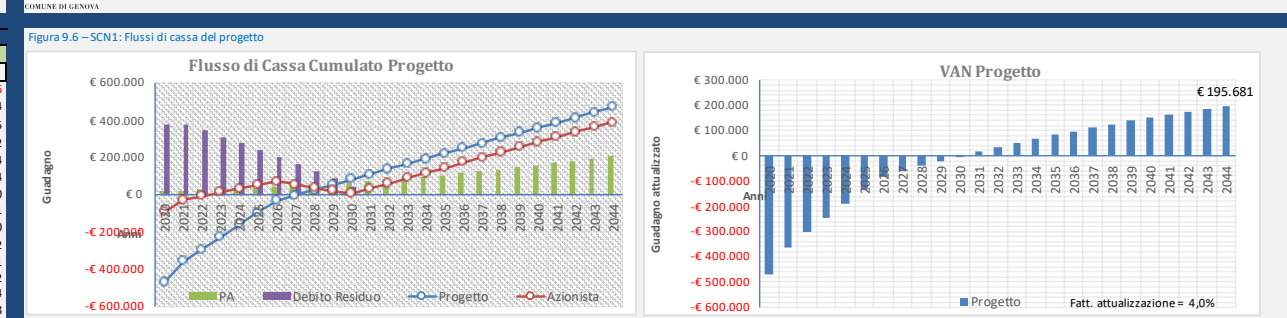 COMUNE DI GENOVA
Figura 9.6 – SCN1: Flussi di cassa del progetto
Flusso di Cassa Cumulato Progetto
€ 600.000
€ 400.000
€ 200.000
€ 0
-€ 200.000
-€ 400.000
-€ 600.000
Guadagno
Anni
2020 2021 2022 2023 2024 2025 2026 2027 2028 2029 2030 2031 2032 2033 2034 2035 2036 2037 2038 2039 2040 2041 2042 2043 2044
PA Debito Residuo Progetto Azionista
VAN Progetto
€ 195.681
€ 300.000
€ 200.000
€ 100.000
€ 0
-€ 100.000
-€ 200.000
-€ 300.000
-€ 400.000
-€ 500.000
-€ 600.000
Guadagno attualizzato
Anni
2020 2021 2022 2023 2024 2025 2026 2027 2028 2029 2030 2031 2032 2033 2034 2035 2036 2037 2038 2039 2040 2041 2042 2043 2044
Progetto
Fatt. attualizzazione = 4,0%